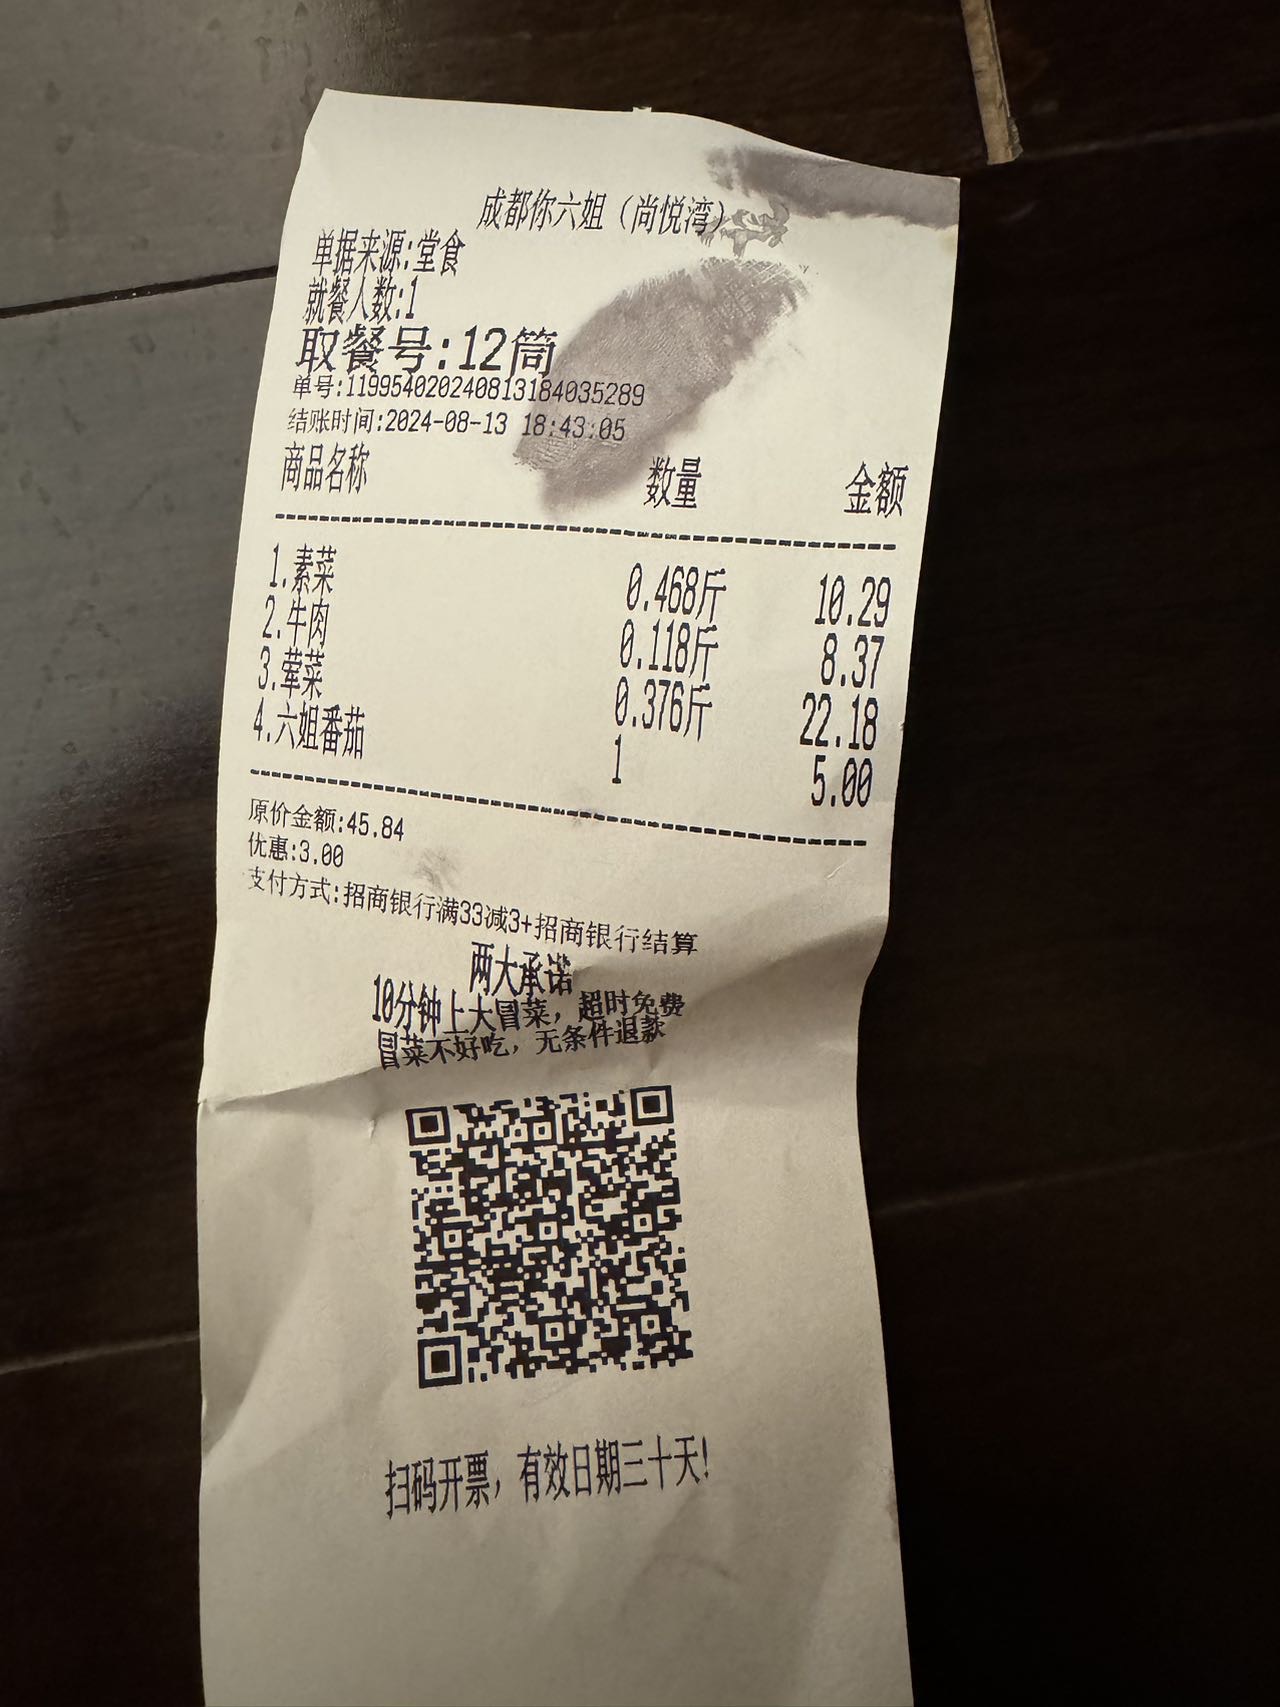 成都你六姐（尚悦湾）
单据来源:堂食
就餐人数:1
取餐号:12筒
单号:119954020240813184035289
结账时间:2024-08-13 18:43:05
商品名称 数量 金额
1.素菜 0.468斤 10.29
2.牛肉 0.118斤 8.37
3.荤菜 0.376斤 22.18
4.六姐番茄 1 5.00
原价金额:45.84
优惠:3.00
支付方式:招商银行满33减3+招商银行结算
两大承诺
10分钟上大冒菜，超时免费
冒菜不好吃，无条件退款
扫码开票，有效日期三十天!